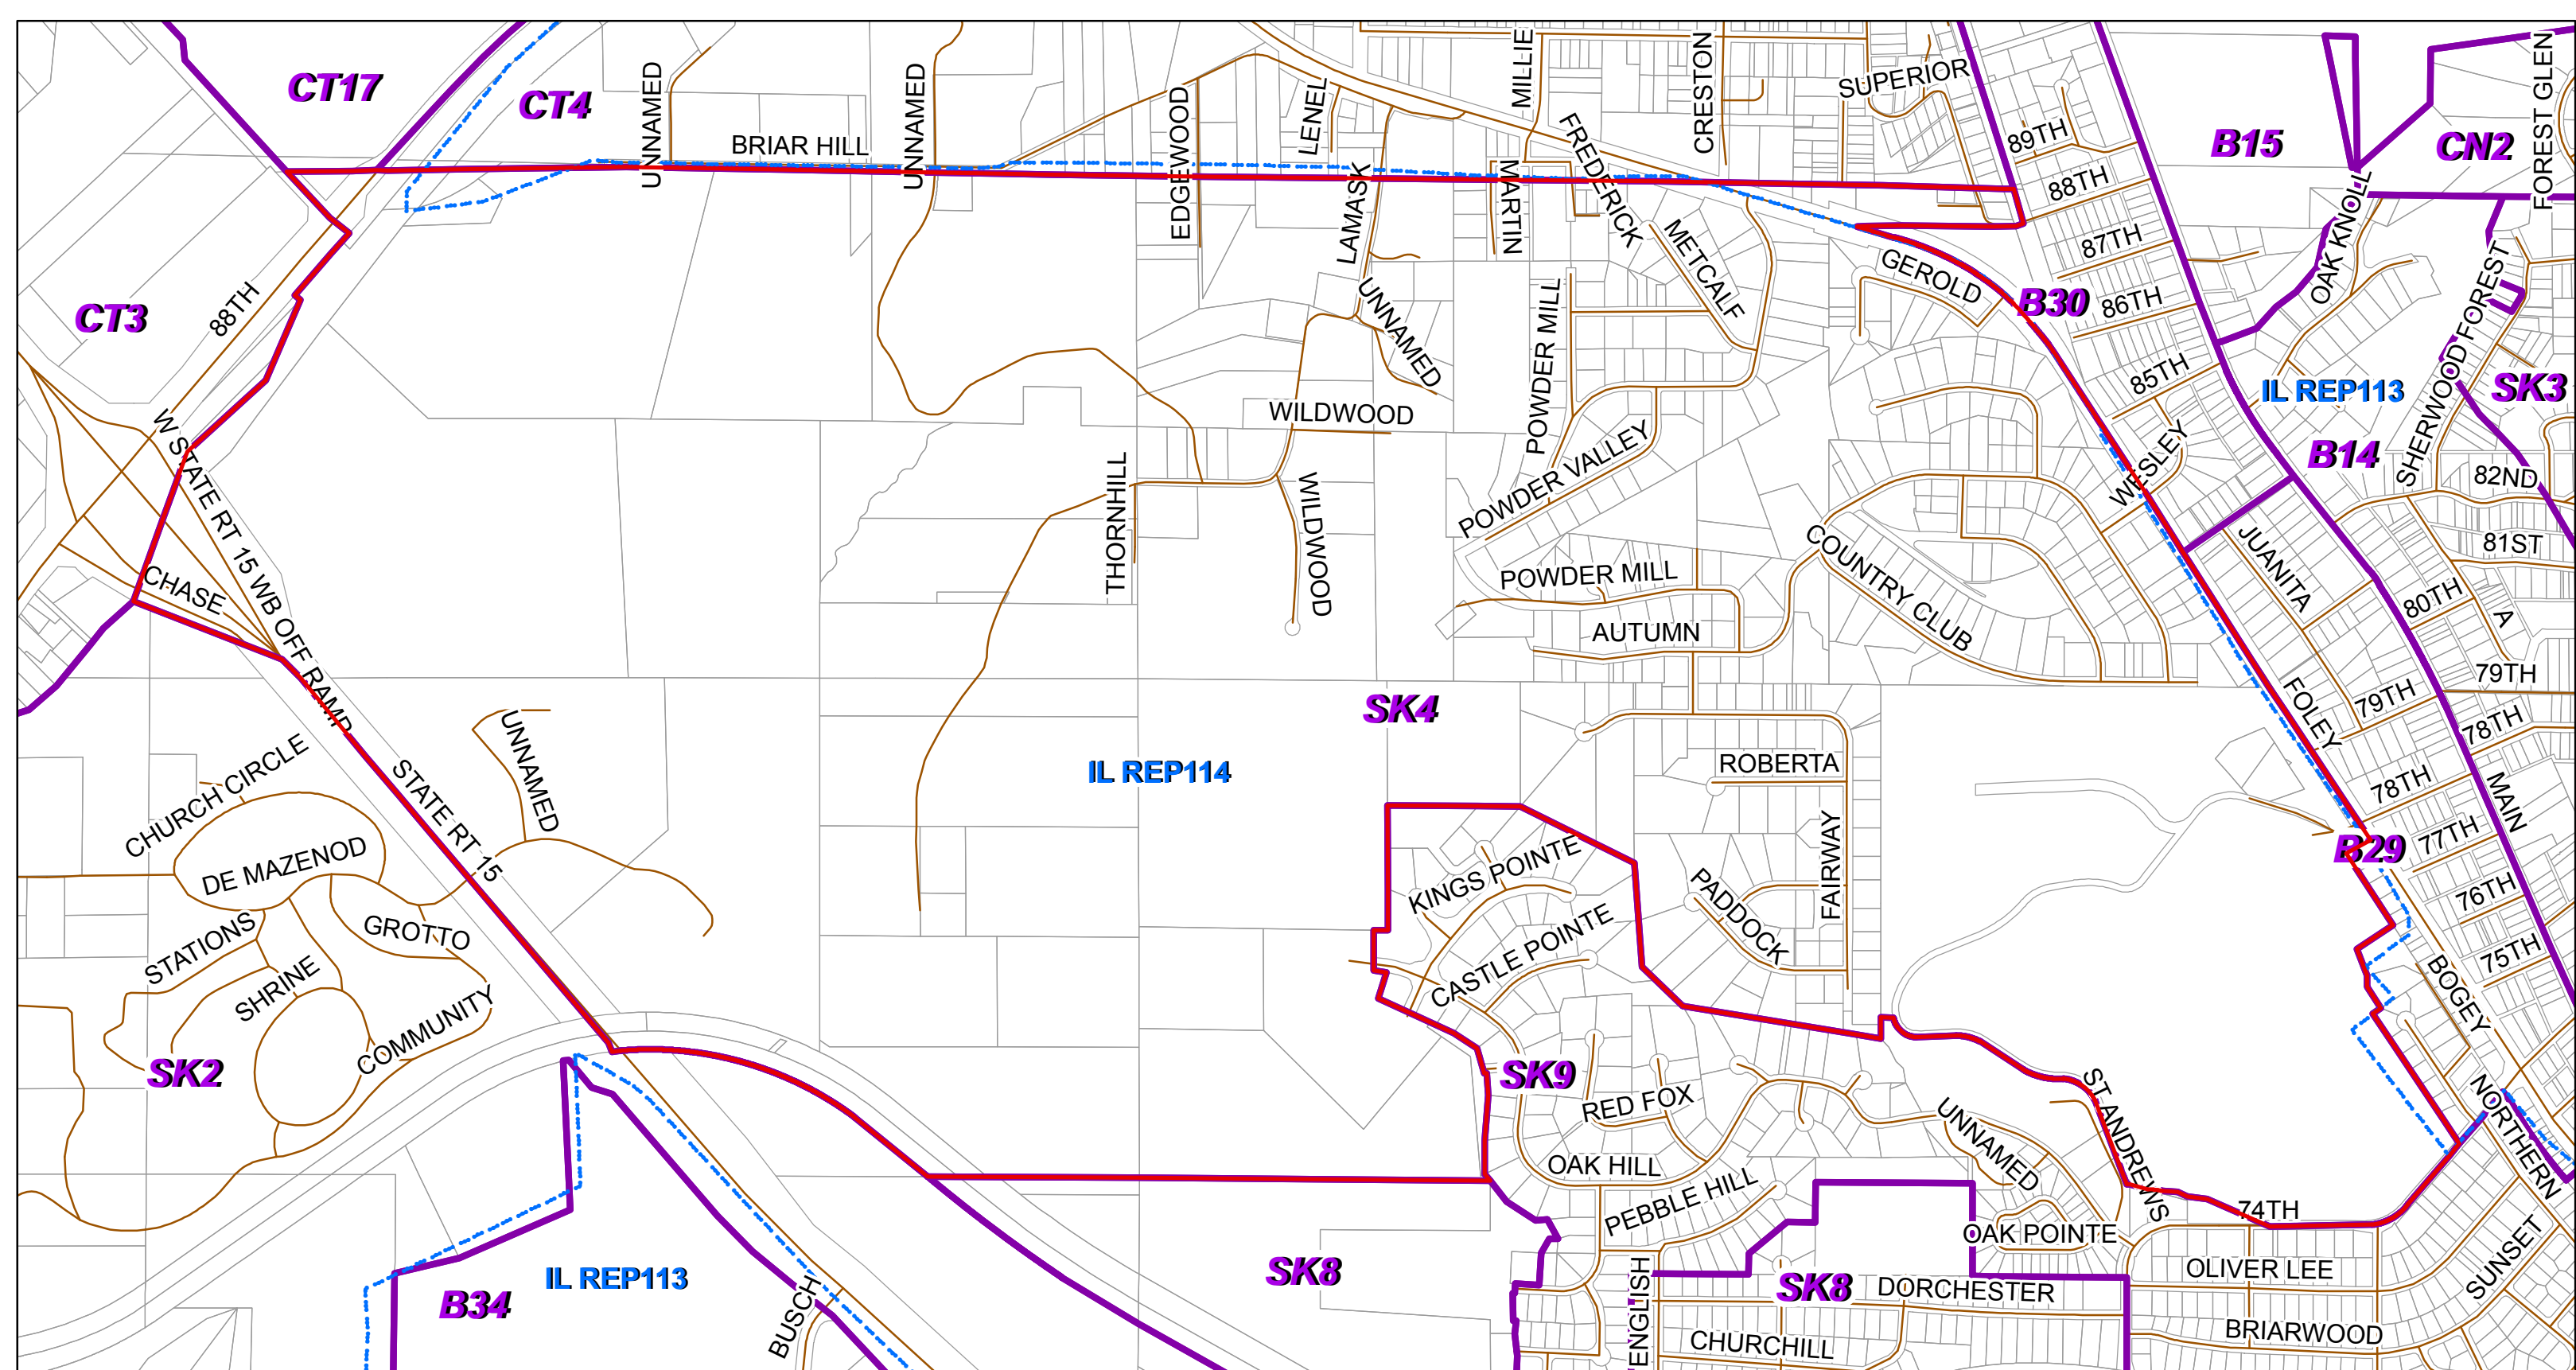 CT17
CT4
UNNAMED
BRIAR HILL
UNNAMED
EDGEWOOD
LENEL
LAMASK
MILLIE
MARTIN
FREDERICK
CRESTON
SUPERIOR
89TH
88TH
87TH
86TH
85TH
B15
CN2
FOREST GLEN
OAK KNOLL
SHERWOOD FOREST
METCALF
GEROLD
B30
CT3
88TH
UNNAMED
POWDER MILL
IL REP113
SK3
B14
WILDWOOD
POWDER VALLEY
WESLEY
82ND
W STATE RT 15 WB OFF RAMP
THORNHILL
WILDWOOD
COUNTRY CLUB
JUANITA
81ST
CHASE
POWDER MILL
AUTUMN
80TH
A
79TH
SK4
FOLEY
79TH
78TH
UNNAMED
CHURCH CIRCLE
STATE RT 15
IL REP114
ROBERTA
78TH
MAIN
FAIRWAY
77TH
B29
DE MAZENOD
KINGS POINTE
PADDOCK
76TH
GROTTO
STATIONS
CASTLE POINTE
75TH
SHRINE
BOGEY
COMMUNITY
SK2
SK9
RED FOX
UNNAMED
ST ANDREWS
NORTHERN
OAK HILL
PEBBLE HILL
74TH
OAK POINTE
IL REP113
SK8
B34
BUSCH
ENGLISH
SK8
DORCHESTER
OLIVER LEE
SUNSET
CHURCHILL
BRIARWOOD